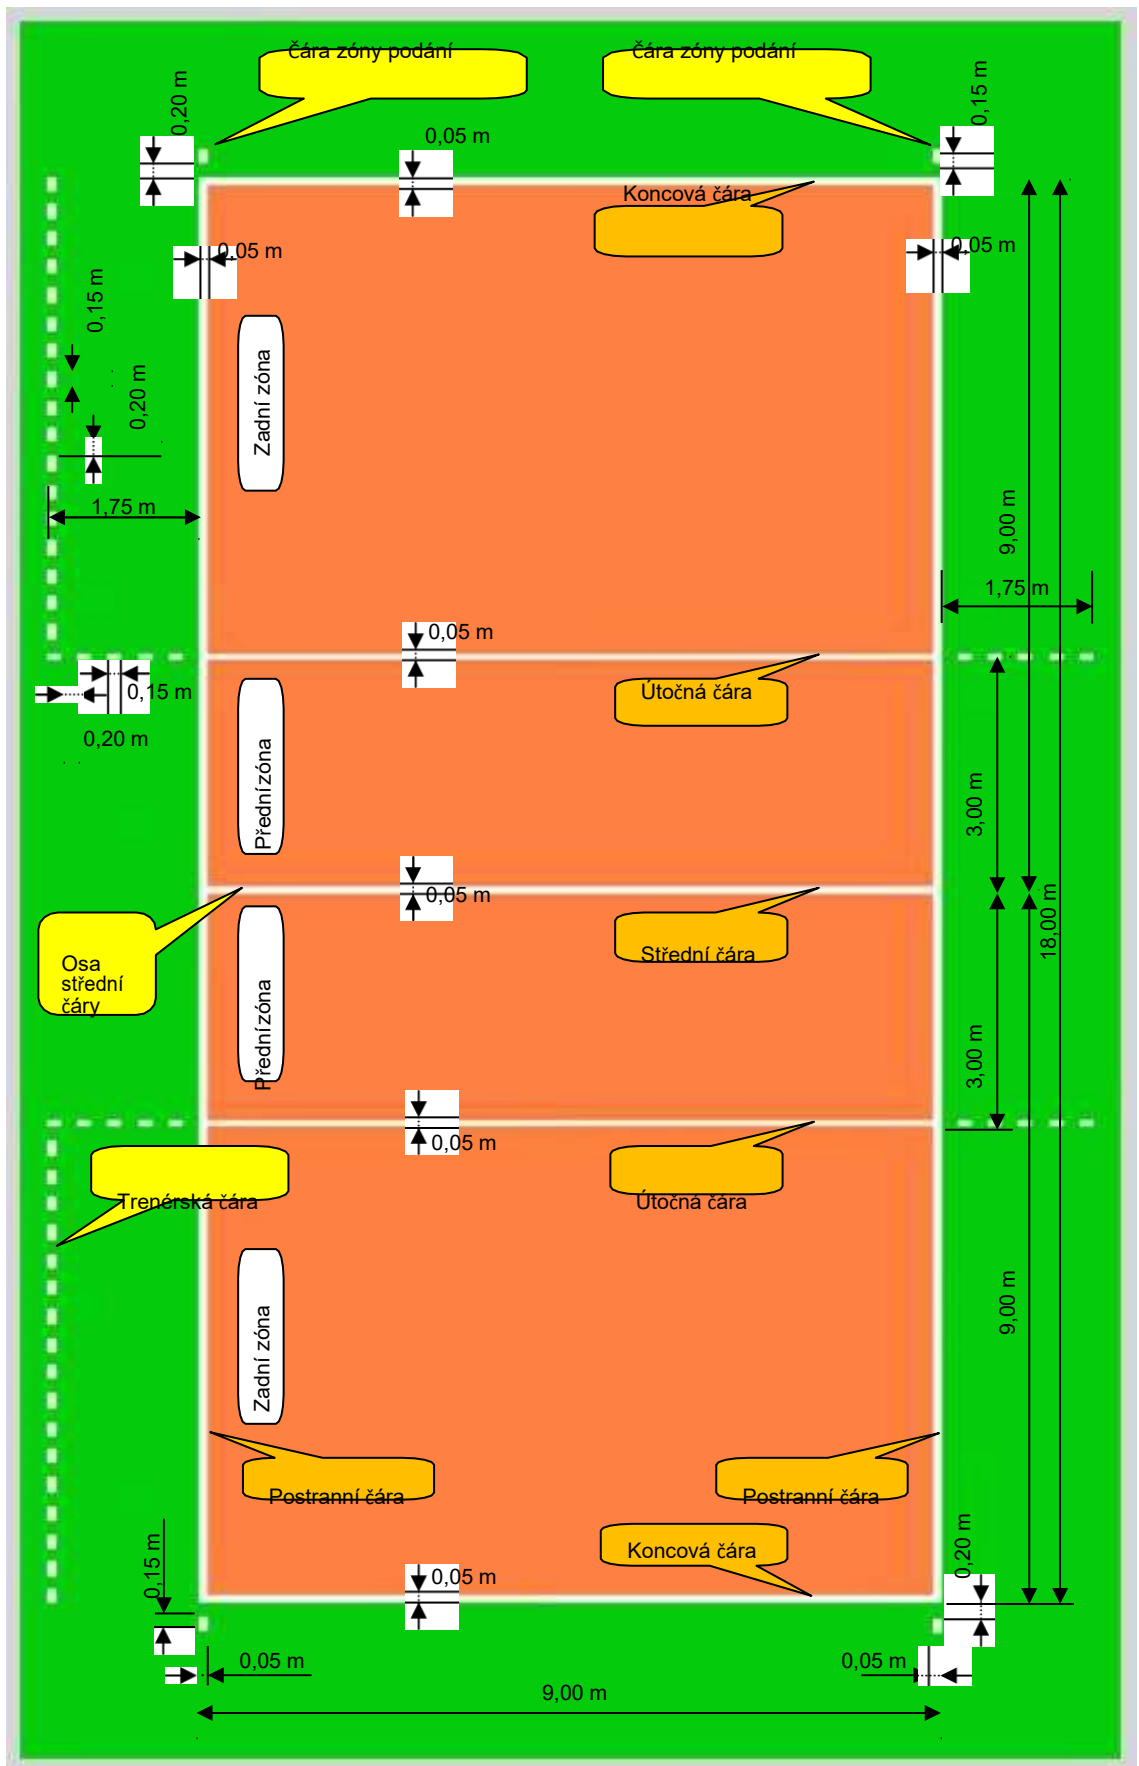 Čára zóny podání
Čára zóny podání
0,20 m
0,15 m
0,05 m
Koncová čára
0,05 m
0,05 m
0,15 m
Zadní zóna
0,20 m
1,75 m
9,00 m
1,75 m
0,05 m
0,15 m
Útočná čára
0,20 m
Přední zóna
3,00 m
0,05 m
18,00 m
Osa
střední
čáry
Střední čára
Přední zóna
3,00 m
0,05 m
Trenérská čára
Útočná čára
9,00 m
Zadní zóna
Postranní čára
Postranní čára
Koncová čára
0,15 m
0,05 m
0,20 m
0,05 m
0,05 m
9,00 m